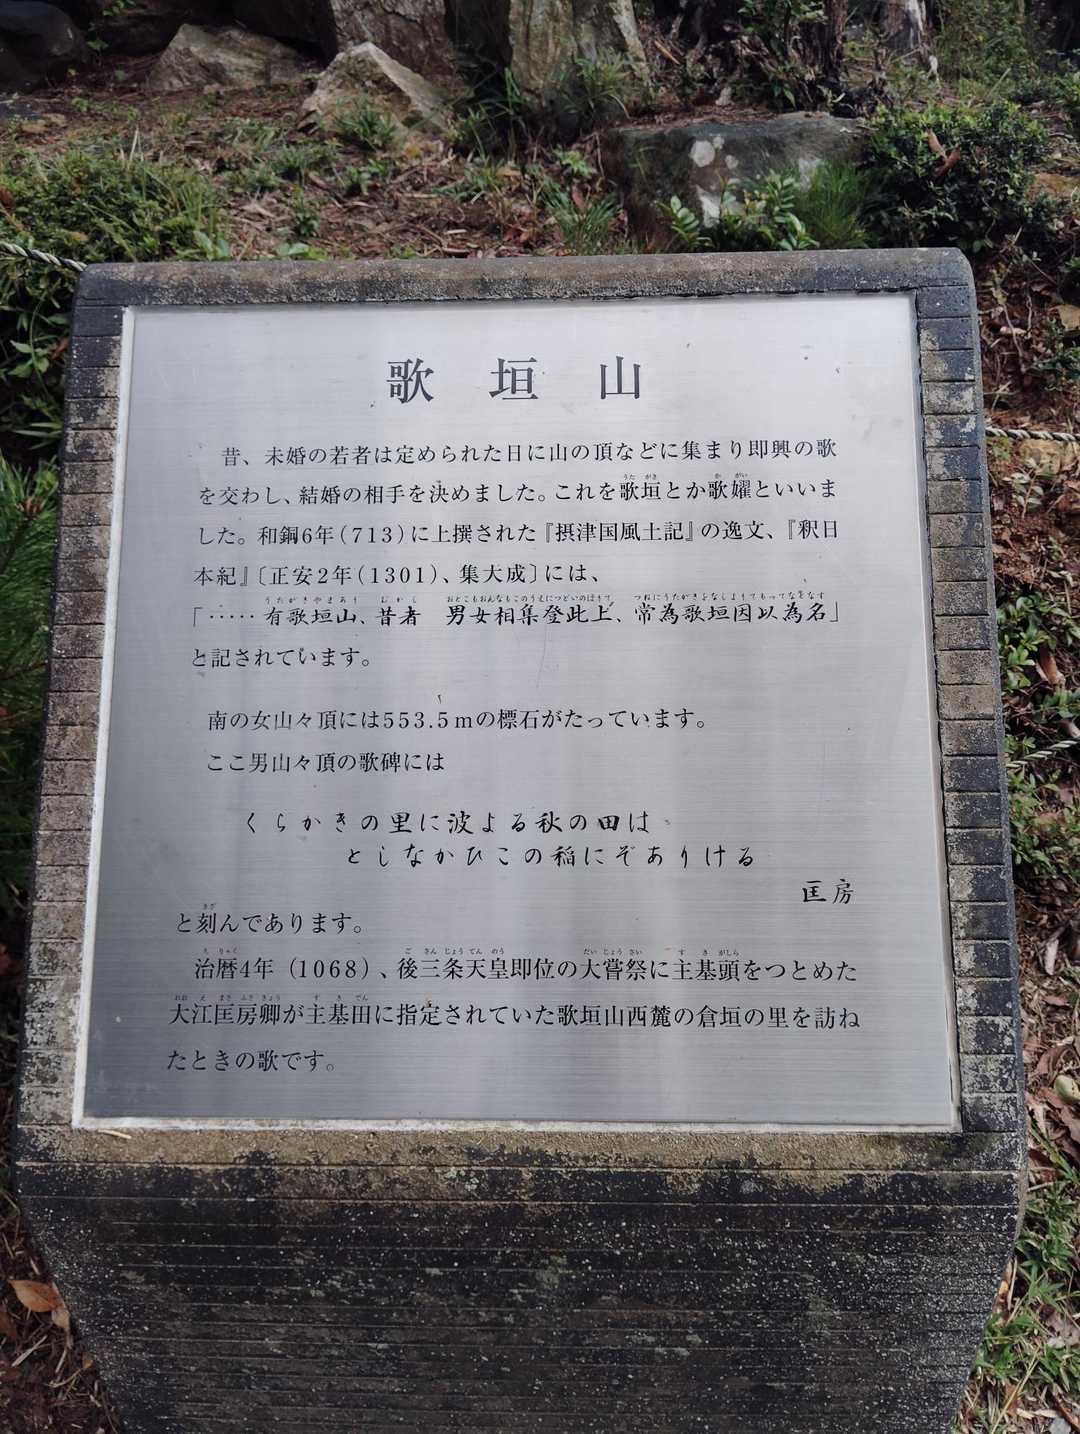 歌垣山
昔、未婚の若者は定められた日に山の頂などに集まり即興の歌
を交わし、結婚の相手を決めました。これを歌垣とか歌嬥といいま
した。和銅6年(713)に上撰された『摂津国風土記』の逸文、『釈日
本紀』〔正安2年(1301)、集大成〕には、
「‥‥‥有歌垣山、昔者　男女相集登此上、常為歌垣因以為名」
と記されています。
南の女山々頂には553.5mの標石がたっています。
ここ男山々頂の歌碑には
くらかきの里に波よる秋の田は
としなかひこの稲にぞありける
匡房
と刻んであります。
治暦4年(1068)、後三条天皇即位の大嘗祭に主基頭をつとめた
大江匡房卿が主基田に指定されていた歌垣山西麓の倉垣の里を訪ね
たときの歌です。